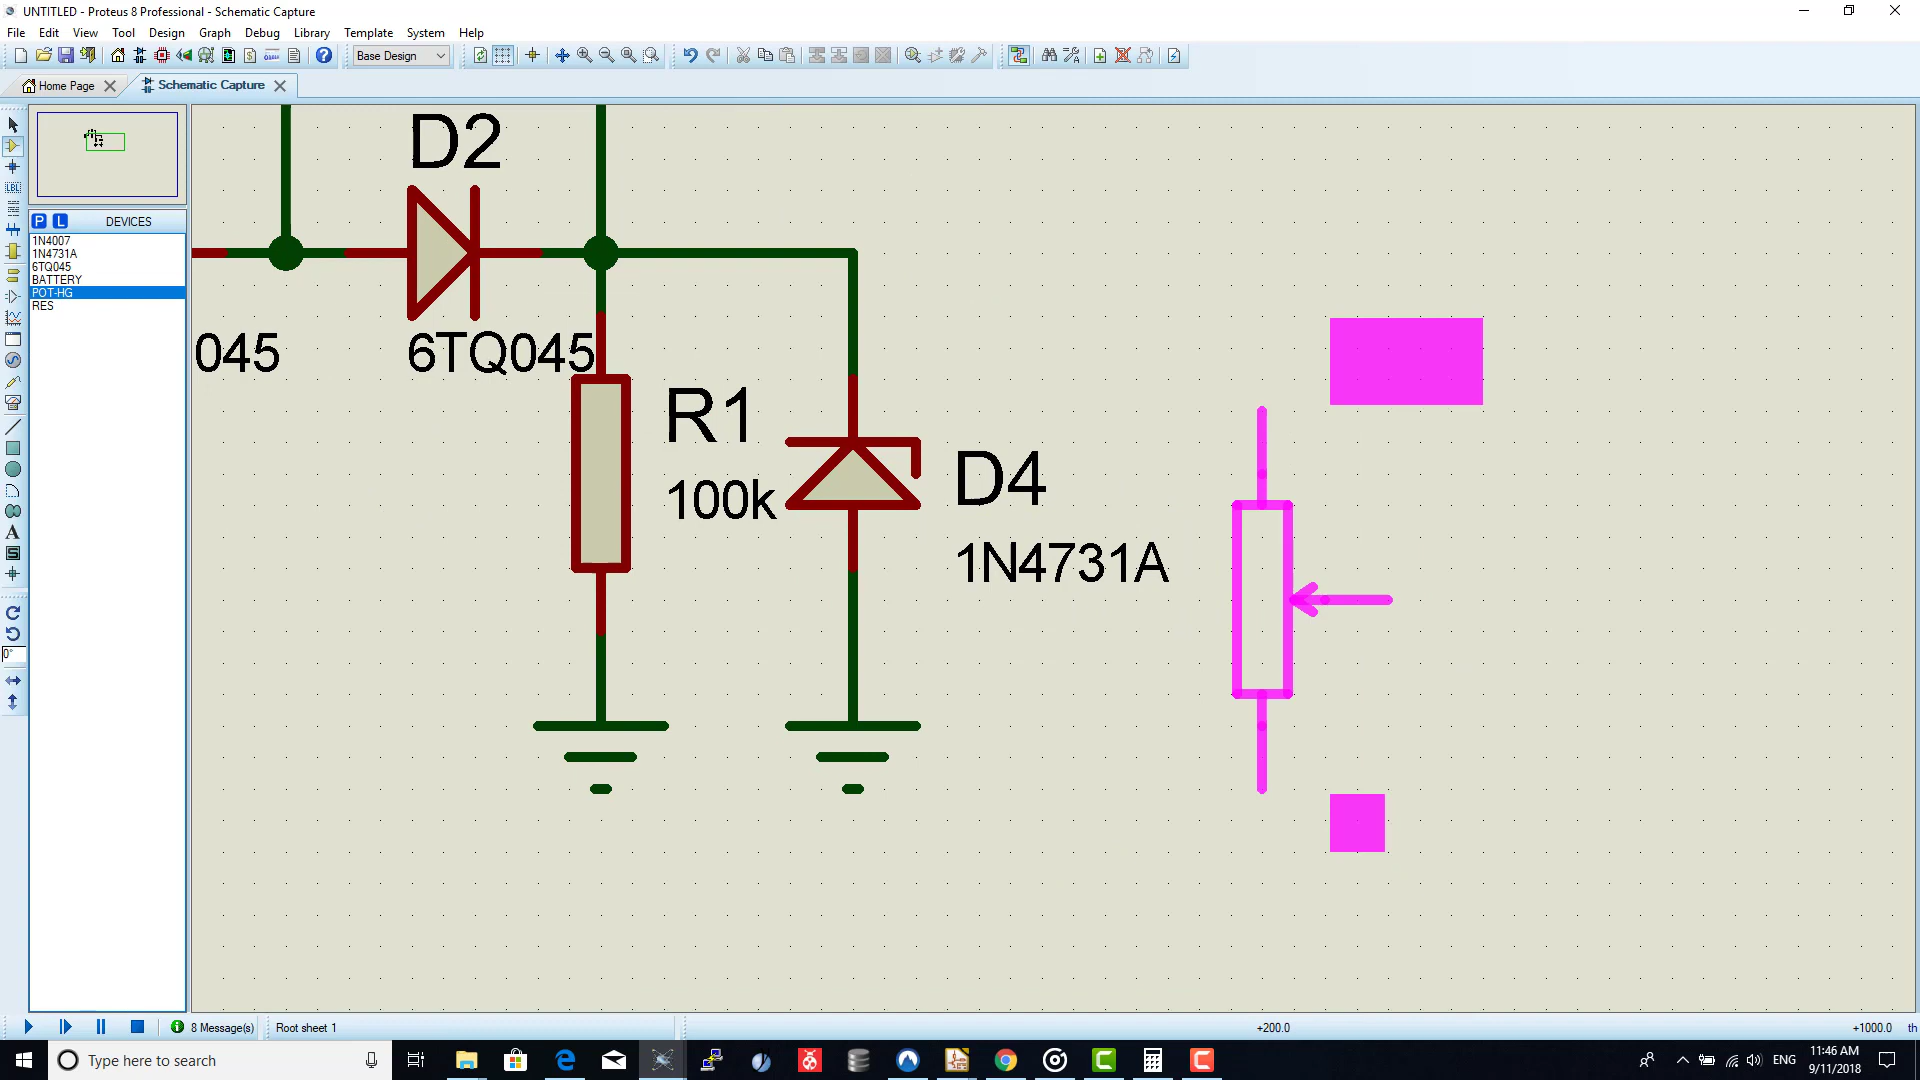 UNTITLED - Proteus 8 Professional - Schematic Capture
File Edit View Tool Design Graph Debug Library Template System Help
Base Design
Home Page
Schematic Capture
P L DEVICES
1N4007
1N4731A
6TQ045
BATTERY
POT-HG
RES
LBL
A
S
0°
D2
045
6TQ045
R1
100k
D4
1N4731A
8 Message(s)
Root sheet 1
+200.0
+1000.0
th
Type here to search
ENG
11:46 AM
9/11/2018